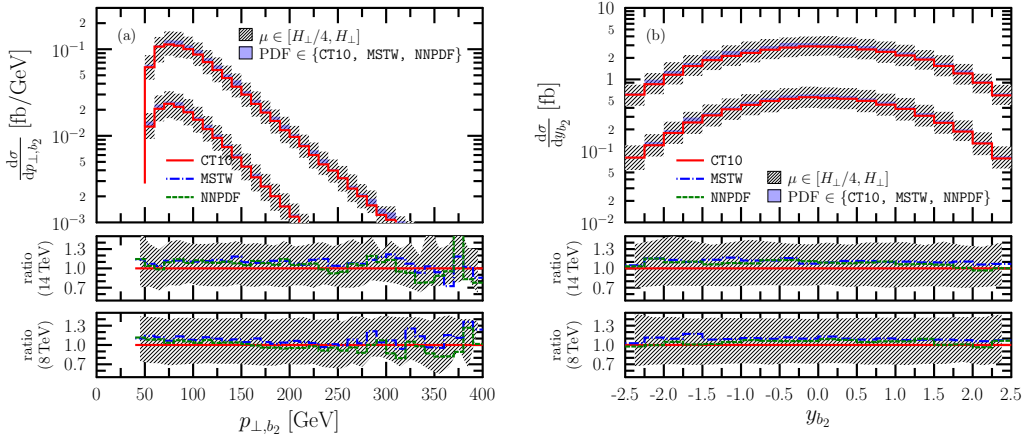 (a)
μ ∈ [H⊥/4, H⊥]
PDF ∈ {CT10, MSTW, NNPDF}
dσ/dp⊥,b2 [fb/GeV]
2
10⁻¹
5
2
10⁻²
5
2
10⁻³
CT10
MSTW
NNPDF
ratio
(14 TeV)
1.3
1.0
0.7
ratio
(8 TeV)
1.3
1.0
0.7
0 50 100 150 200 250 300 350 400
p⊥,b2 [GeV]
(b)
dσ/dyb2 [fb]
10¹
5
2
1
5
2
10⁻¹
5
2
10⁻²
CT10
MSTW
NNPDF
μ ∈ [H⊥/4, H⊥]
PDF ∈ {CT10, MSTW, NNPDF}
ratio
(14 TeV)
1.3
1.0
0.7
ratio
(8 TeV)
1.3
1.0
0.7
-2.5 -2.0 -1.5 -1.0 -0.5 0.0 0.5 1.0 1.5 2.0 2.5
yb2